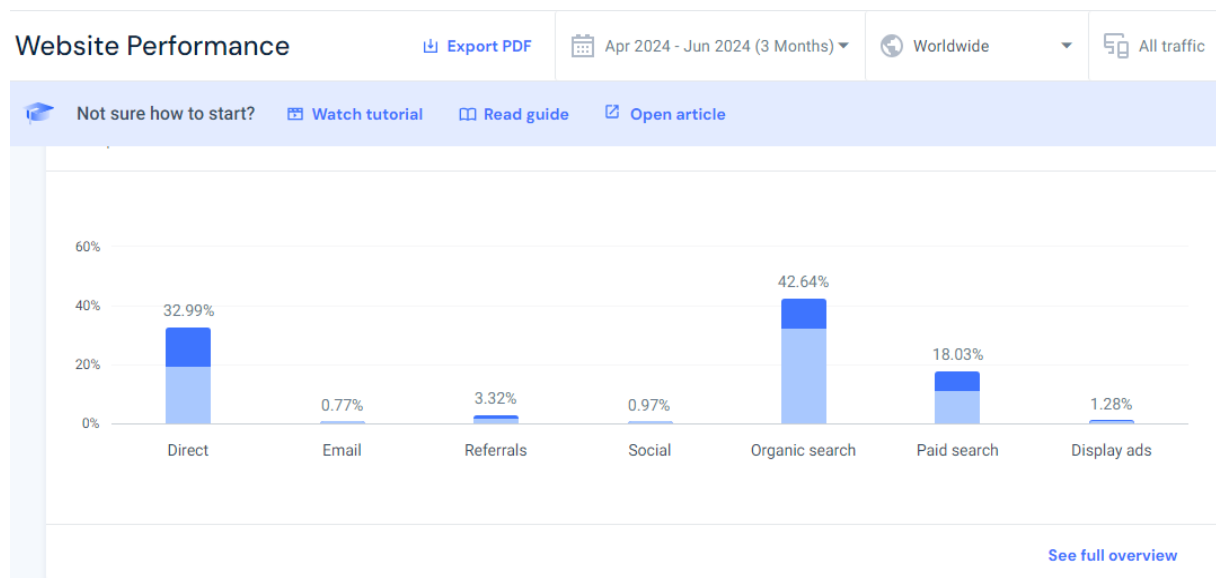 Website Performance
Export PDF
Apr 2024 - Jun 2024 (3 Months)
Worldwide
All traffic
Not sure how to start?
Watch tutorial
Read guide
Open article
60%
40%
20%
0%
32.99%
0.77%
3.32%
0.97%
42.64%
18.03%
1.28%
Direct
Email
Referrals
Social
Organic search
Paid search
Display ads
See full overview